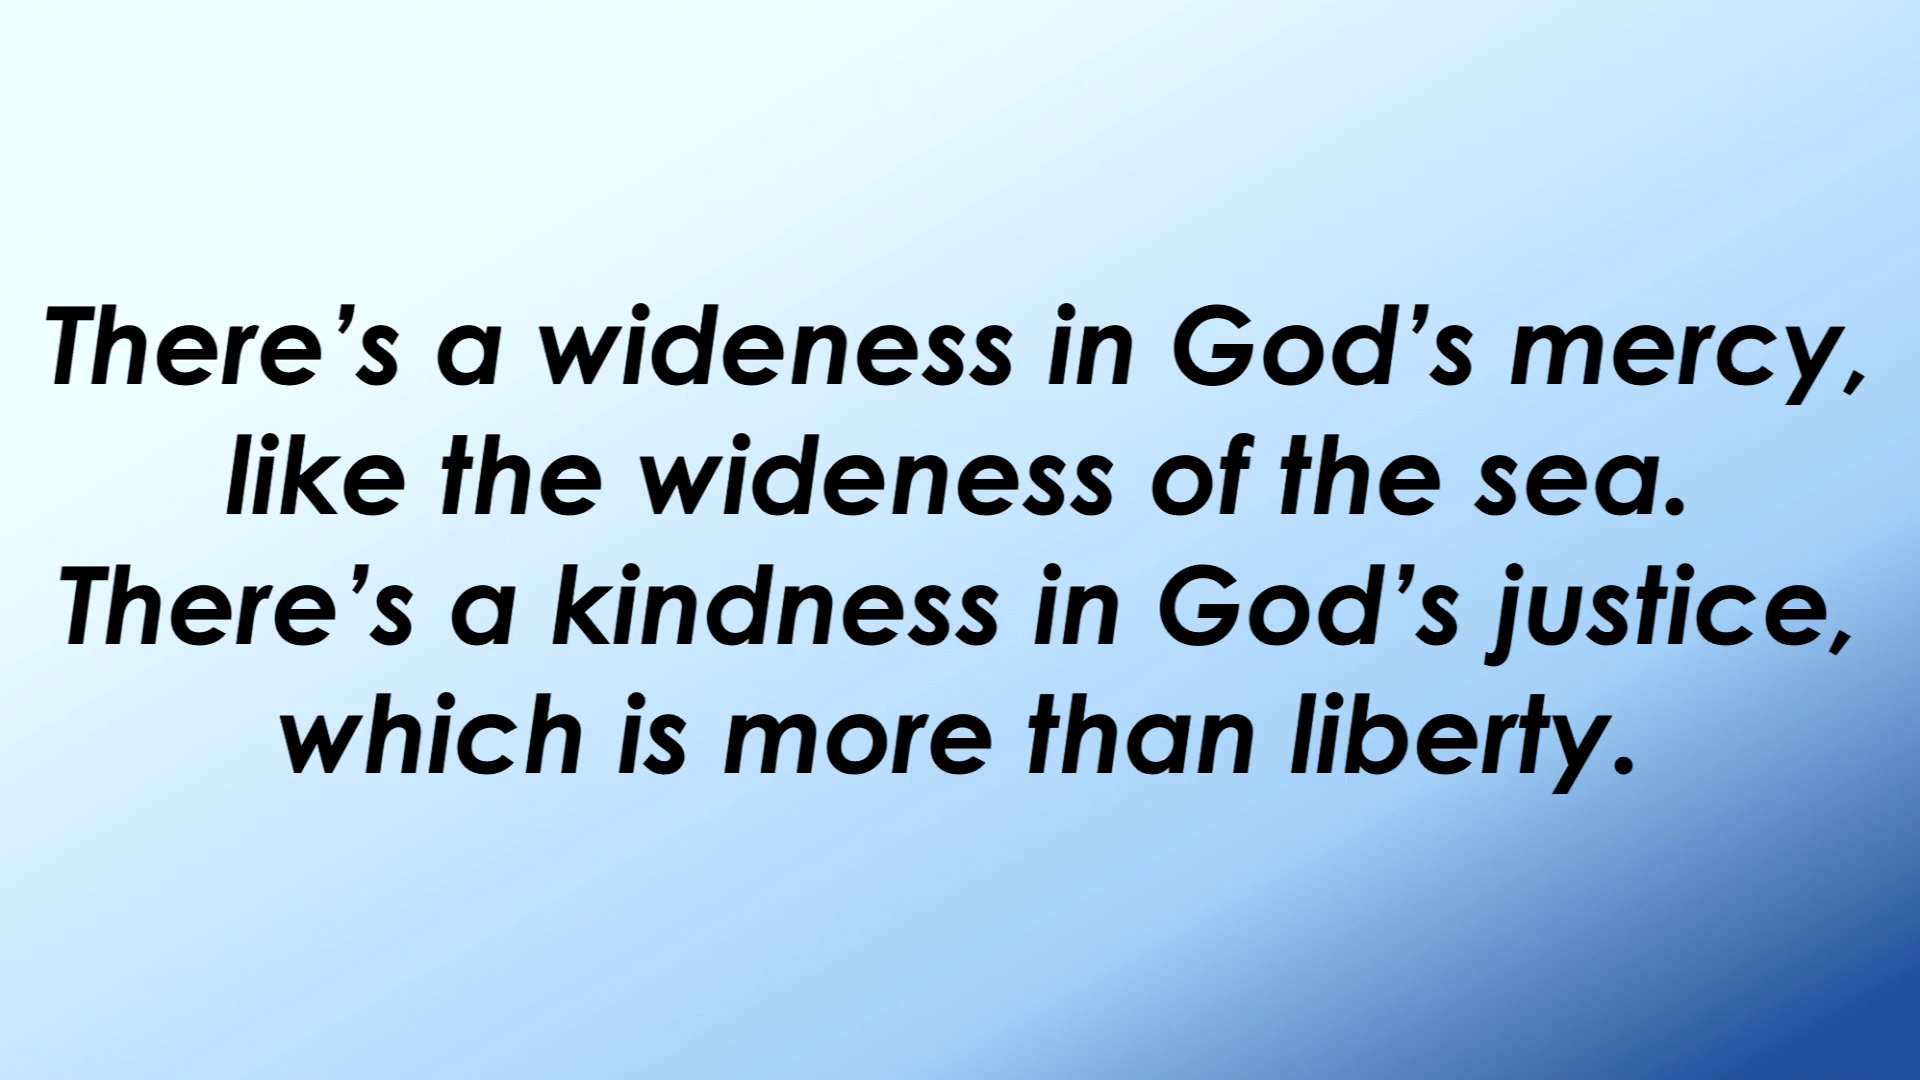 There’s a wideness in God’s mercy,
like the wideness of the sea.
There’s a kindness in God’s justice,
which is more than liberty.